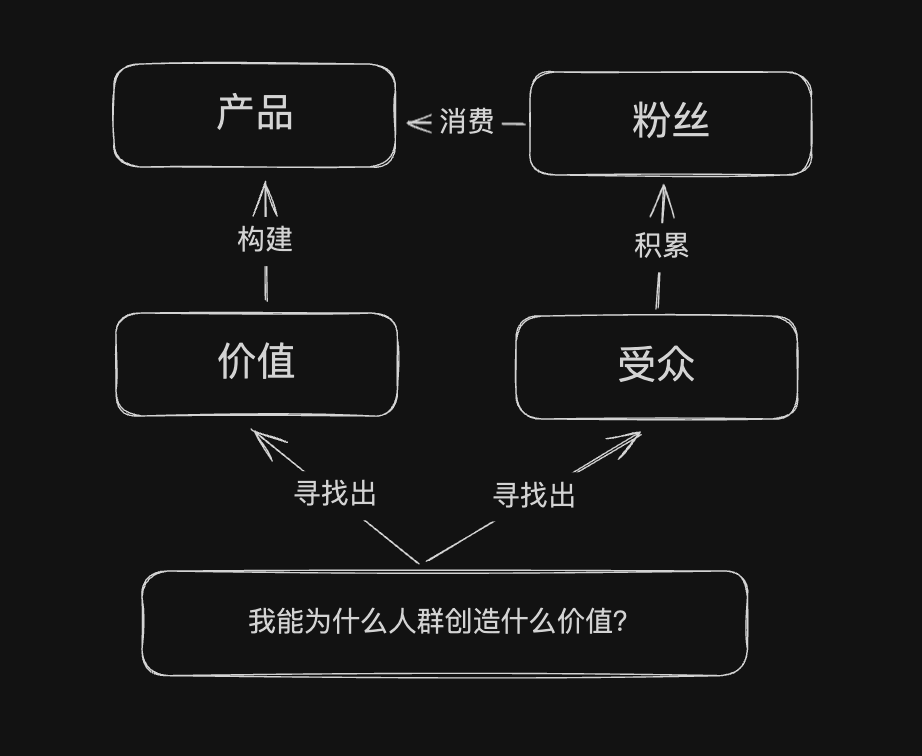 产品
消费
粉丝
构建
积累
价值
受众
寻找出
寻找出
我能为什么人群创造什么价值?